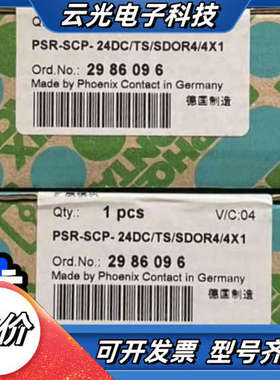 云光电子科技
Q
PSR-SCP- 24DC/TS/SDOR4/4X1
Ord.No.: 29 86 09 6
Made by Phoenix Contact in Germany
德国制造
Qty.: 1 pcs V/C:04
PSR-SCP- 24DC/TS/SDOR4/4X1
Ord.No.: 29 86 09 6
Made by Phoenix Contact in Germany
德国制造
价
可开发票 型号齐